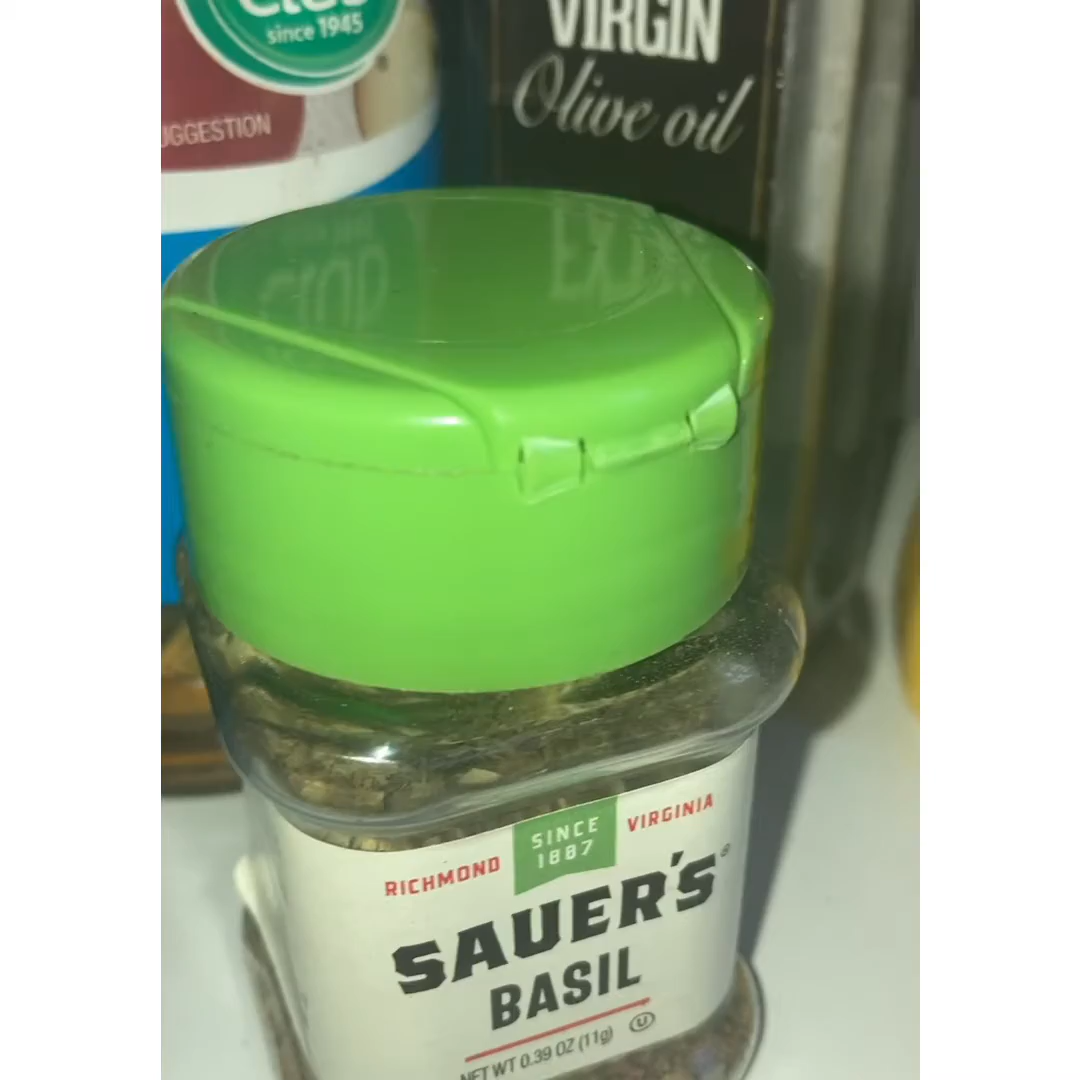 since 1945
UGGESTION
VIRGIN
Olive oil
RICHMOND
SINCE
1887
VIRGINIA
SAUER'S®
BASIL
NET WT 0.39 OZ (11g)
U